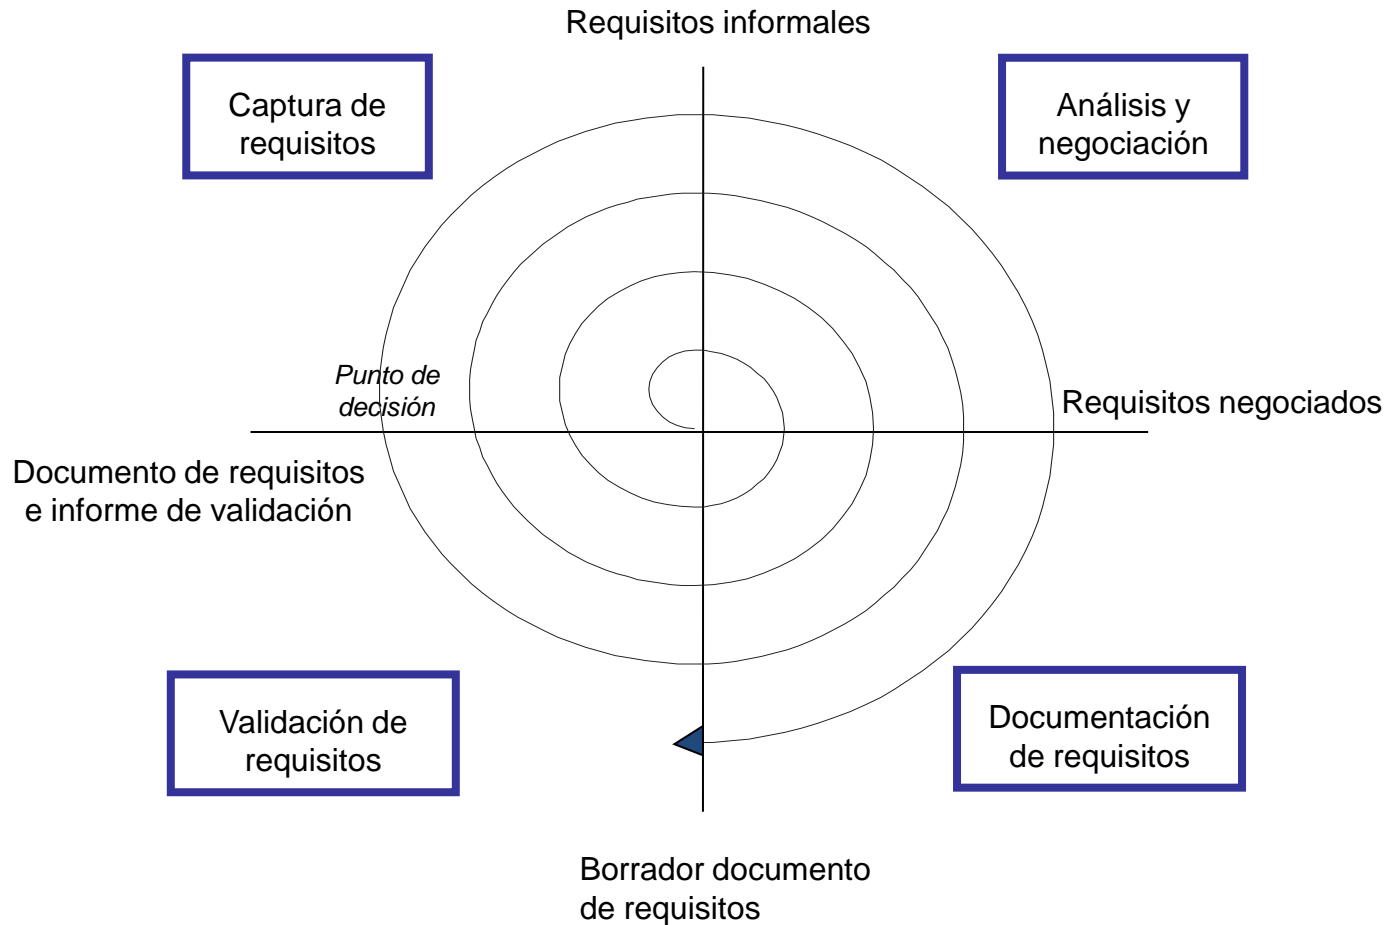 Requisitos informales
Captura de
requisitos
Análisis y
negociación
Punto de
decisión
Requisitos negociados
Documento de requisitos
e informe de validación
Validación de
requisitos
Documentación
de requisitos
Borrador documento
de requisitos